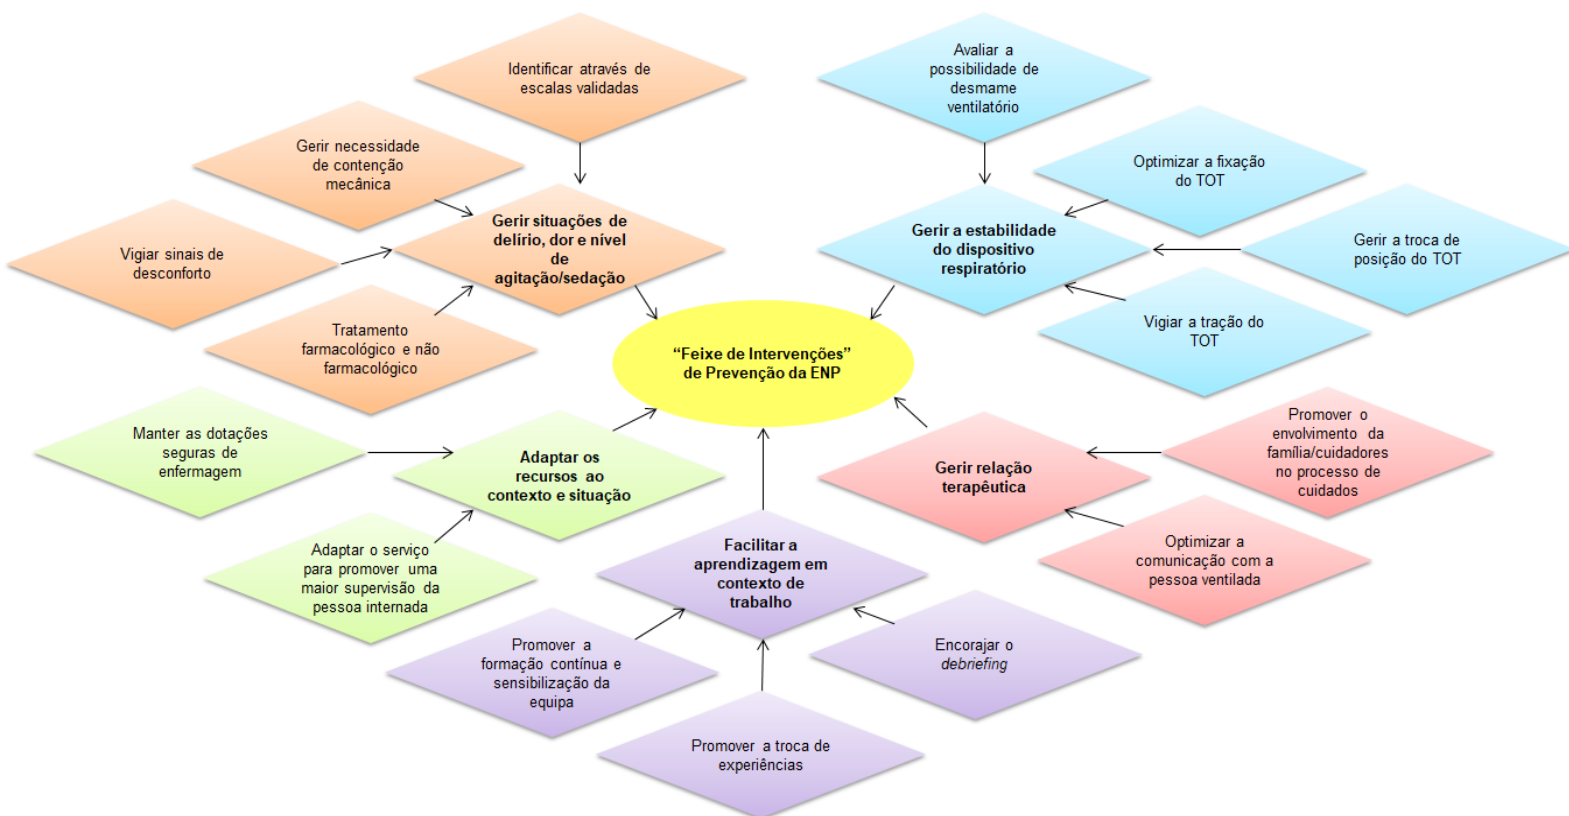 Identificar através de
escalas validadas
Gerir necessidade
de contenção
mecânica
Vigiar sinais de
desconforto
Tratamento
farmacológico e não
farmacológico
Gerir situações de
delírio, dor e nível
de
agitação/sedação
Avaliar a
possibilidade de
desmame
ventilatório
Optimizar a fixação
do TOT
Gerir a troca de
posição do TOT
Vigiar a tração do
TOT
Gerir a estabilidade
do dispositivo
respiratório
“Feixe de Intervenções”
de Prevenção da ENP
Manter as dotações
seguras de
enfermagem
Adaptar os
recursos ao
contexto e situação
Adaptar o serviço
para promover uma
maior supervisão da
pessoa internada
Gerir relação
terapêutica
Promover o
envolvimento da
família/cuidadores
no processo de
cuidados
Optimizar a
comunicação com a
pessoa ventilada
Facilitar a
aprendizagem em
contexto de
trabalho
Promover a
formação contínua e
sensibilização da
equipa
Encorajar o
debriefing
Promover a troca de
experiências